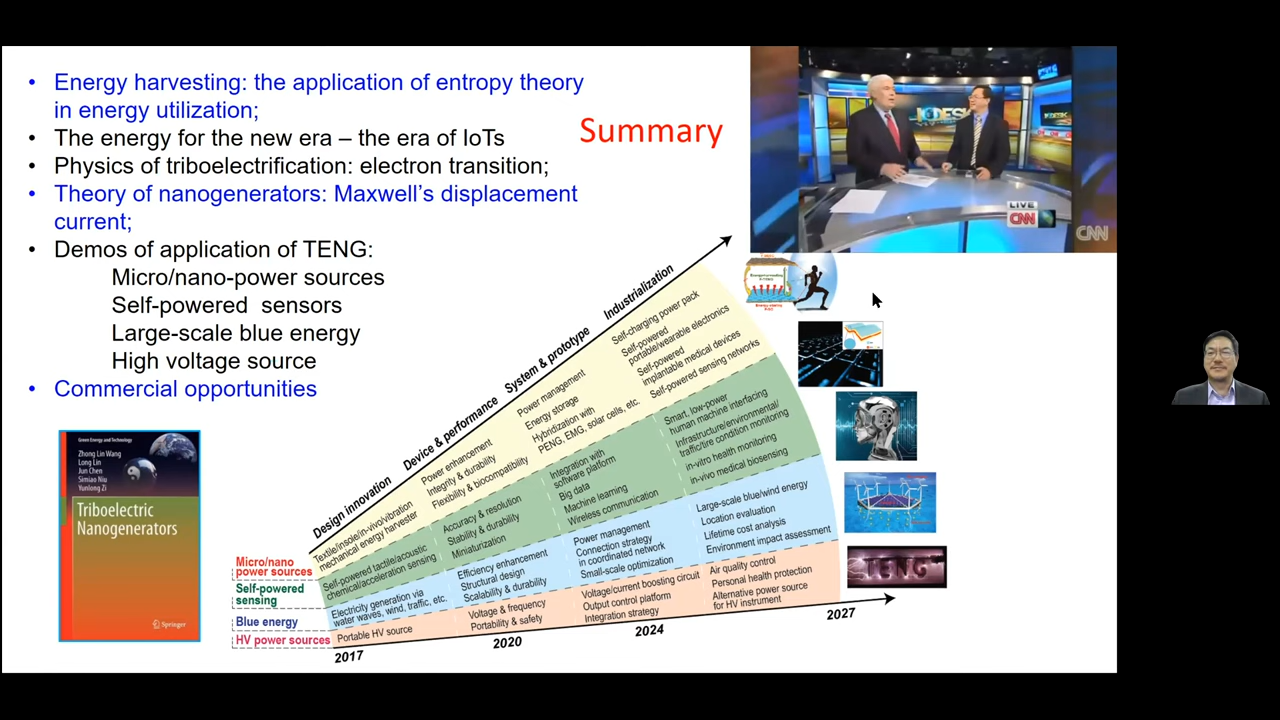 • Energy harvesting: the application of entropy theory
in energy utilization;
• The energy for the new era – the era of IoTs
• Physics of triboelectrification: electron transition;
• Theory of nanogenerators: Maxwell's displacement
current;
• Demos of application of TENG:
Micro/nano-power sources
Self-powered sensors
Large-scale blue energy
High voltage source
• Commercial opportunities
Summary
LIVE
CNN
CNN
Green Energy and Technology
Zhong Lin Wang
Long Lin
Jun Chen
Simiao Niu
Yunlong Zi
Triboelectric
Nanogenerators
Springer
Design innovation
Device & performance
System & prototype
Industrialization
Micro/nano
power sources
Textile/insole/in-vivo/vibration
mechanical energy harvester
Power enhancement
Integrity & durability
Flexibility & biocompatibility
Power management
Energy storage
Hybridization with
PENG, EMG, solar cells, etc.
Self-charging power pack
Self-powered
portable/wearable electronics
Self-powered
implantable medical devices
Self-powered sensing networks
Self-powered
sensing
Self-powered tactile/acoustic
chemical/acceleration sensing
Accuracy & resolution
Stability & durability
Miniaturization
Integration with
software platform
Big data
Machine learning
Wireless communication
Smart, low-power
human machine interfacing
Infrastructure/environmental/
traffic/tire condition monitoring
in-vitro health monitoring
in-vivo medical biosensing
Blue energy
Electricity generation via
water waves, wind, traffic, etc.
Efficiency enhancement
Structural design
Scalability & durability
Power management
Connection strategy
in coordinated network
Small-scale optimization
Large-scale blue/wind energy
Location evaluation
Lifetime cost analysis
Environment impact assessment
HV power sources
Portable HV source
Voltage & frequency
Portability & safety
Voltage/current boosting circuit
Output control platform
Integration strategy
Air quality control
Personal health protection
Alternative power source
for HV instrument
2017
2020
2024
2027
TENG